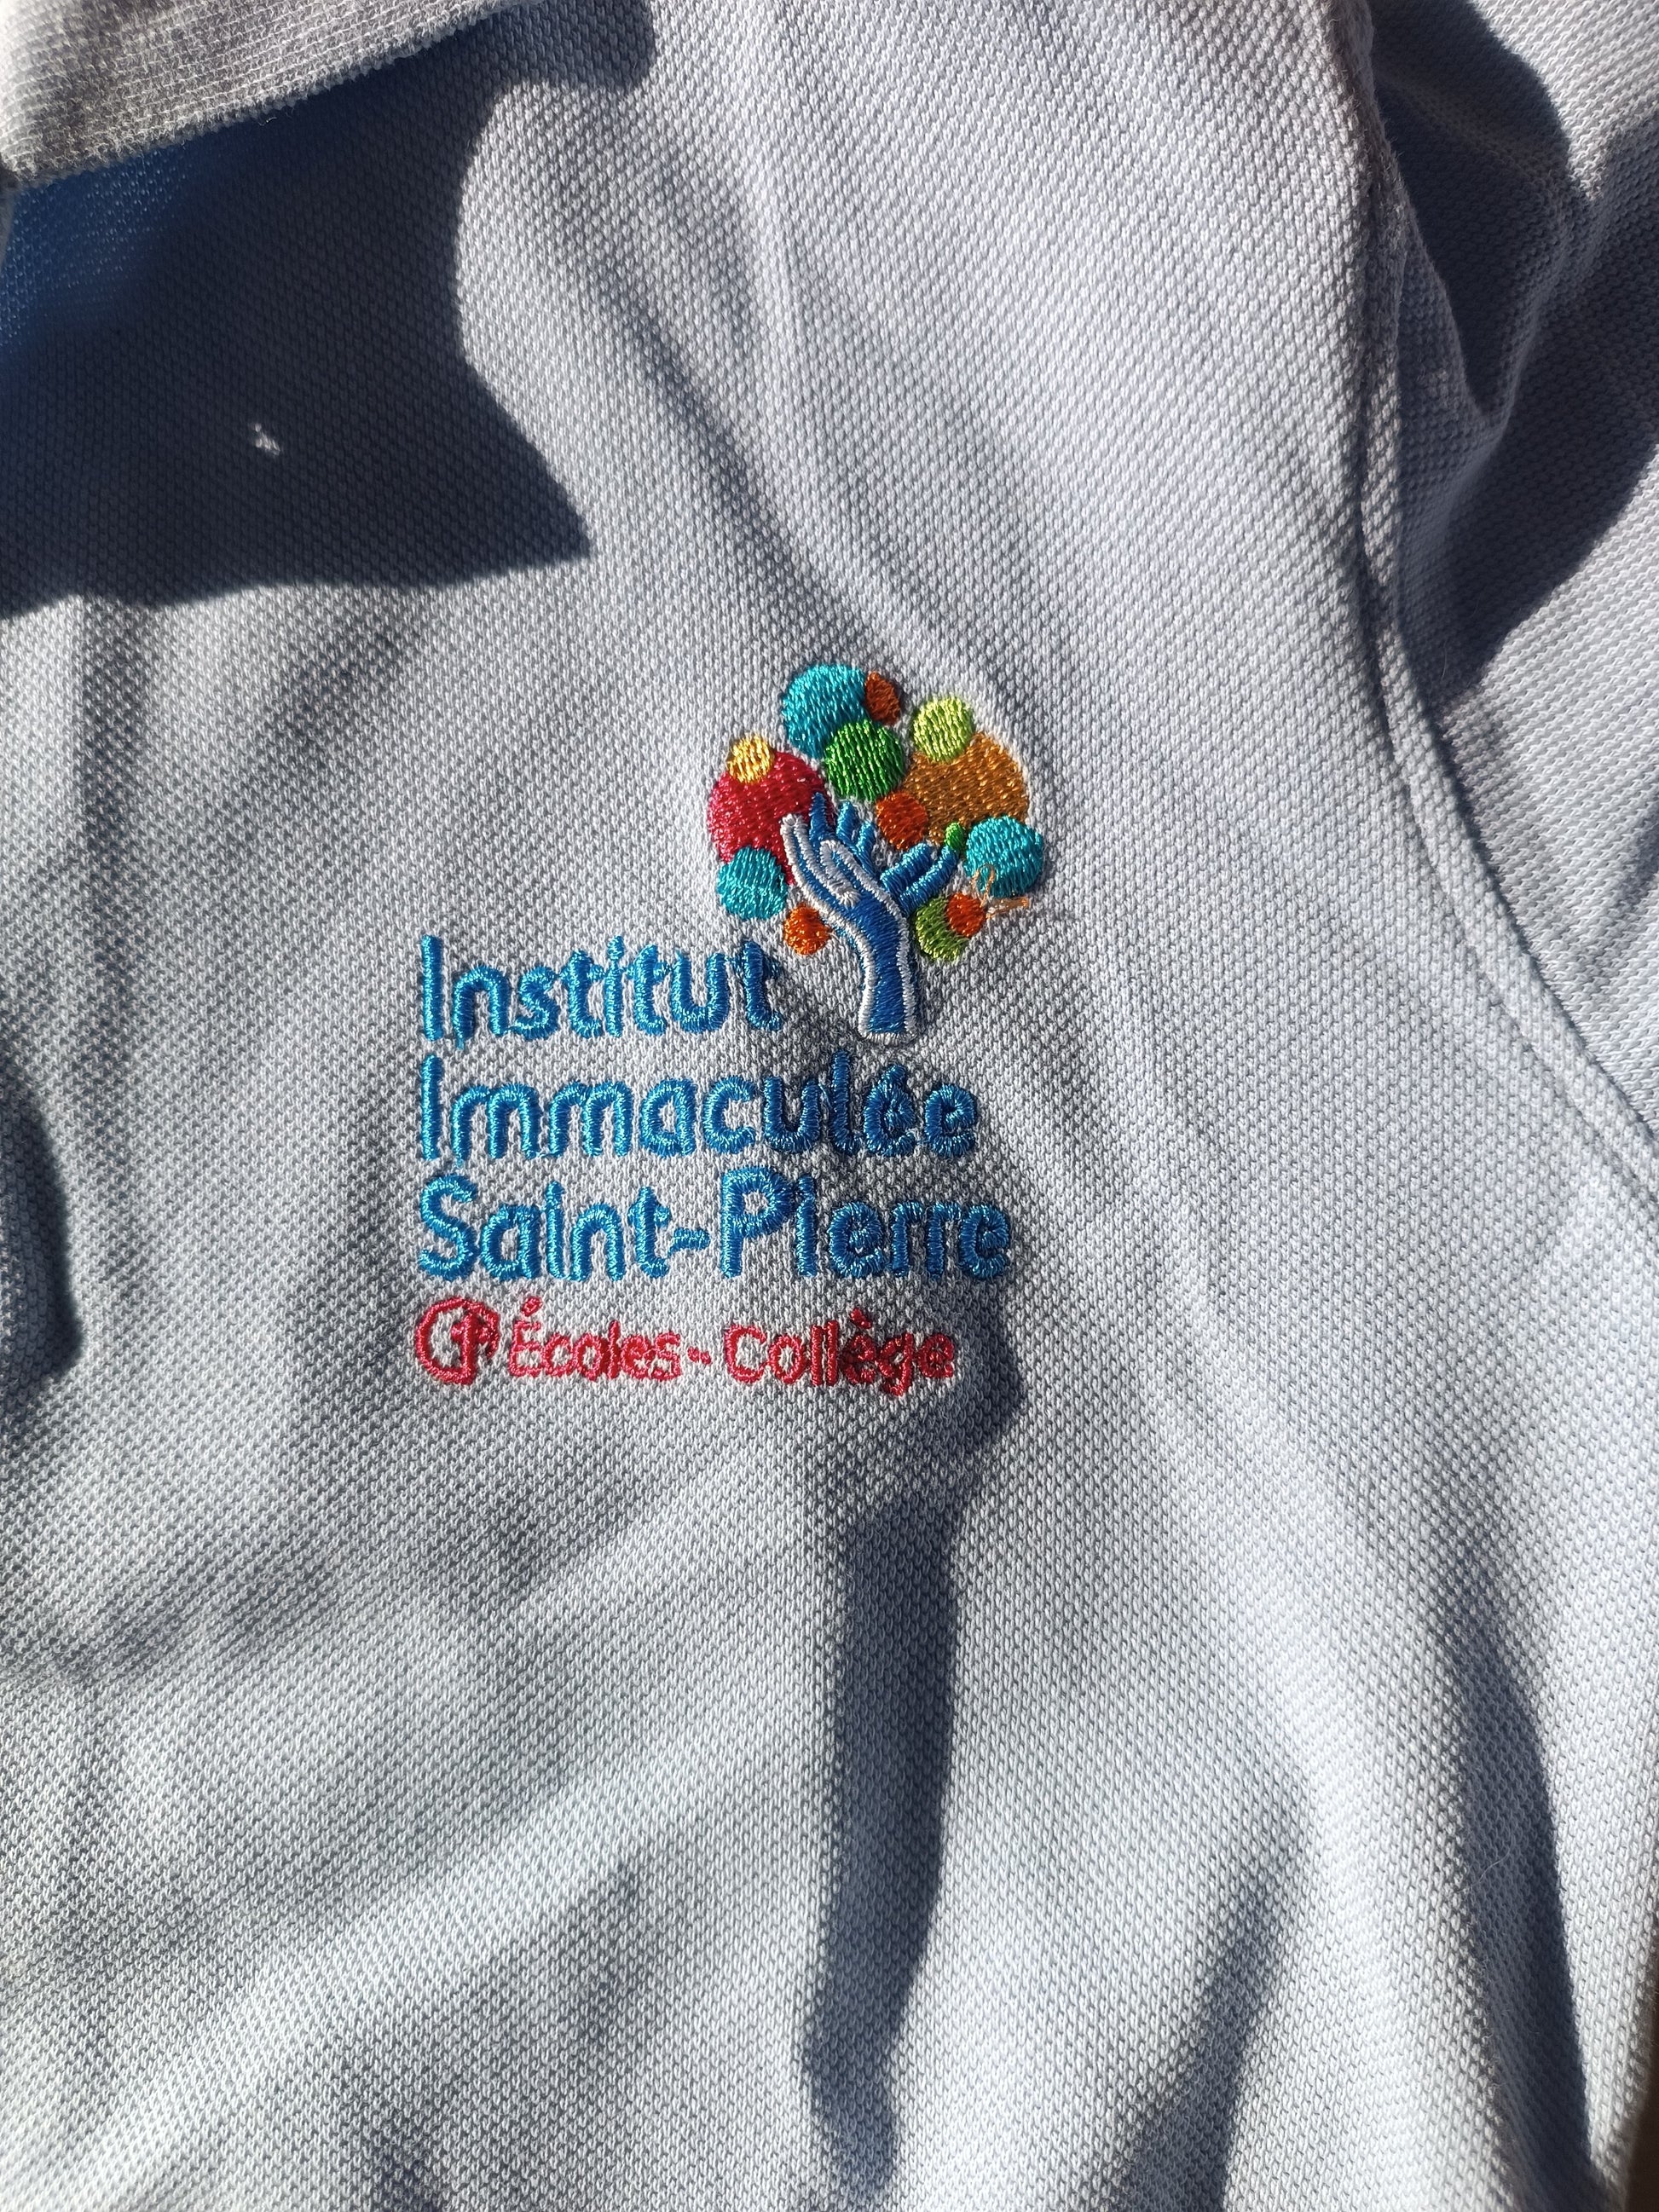 Institut
Immaculée
Saint-Pierre
Écoles - Collège